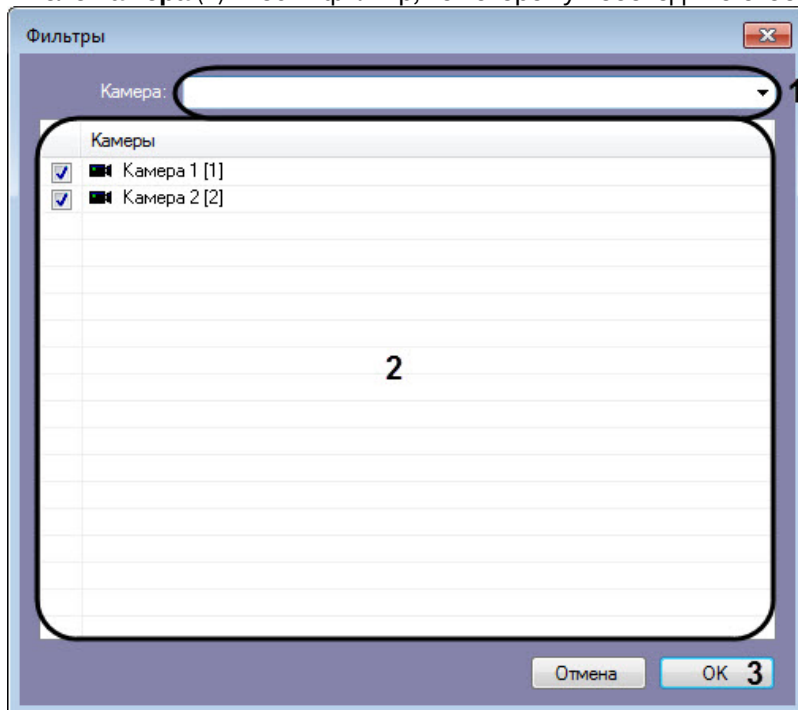 Фильтры
Камера:
1
Камеры
Камера 1 [1]
Камера 2 [2]
2
Отмена
OK 3